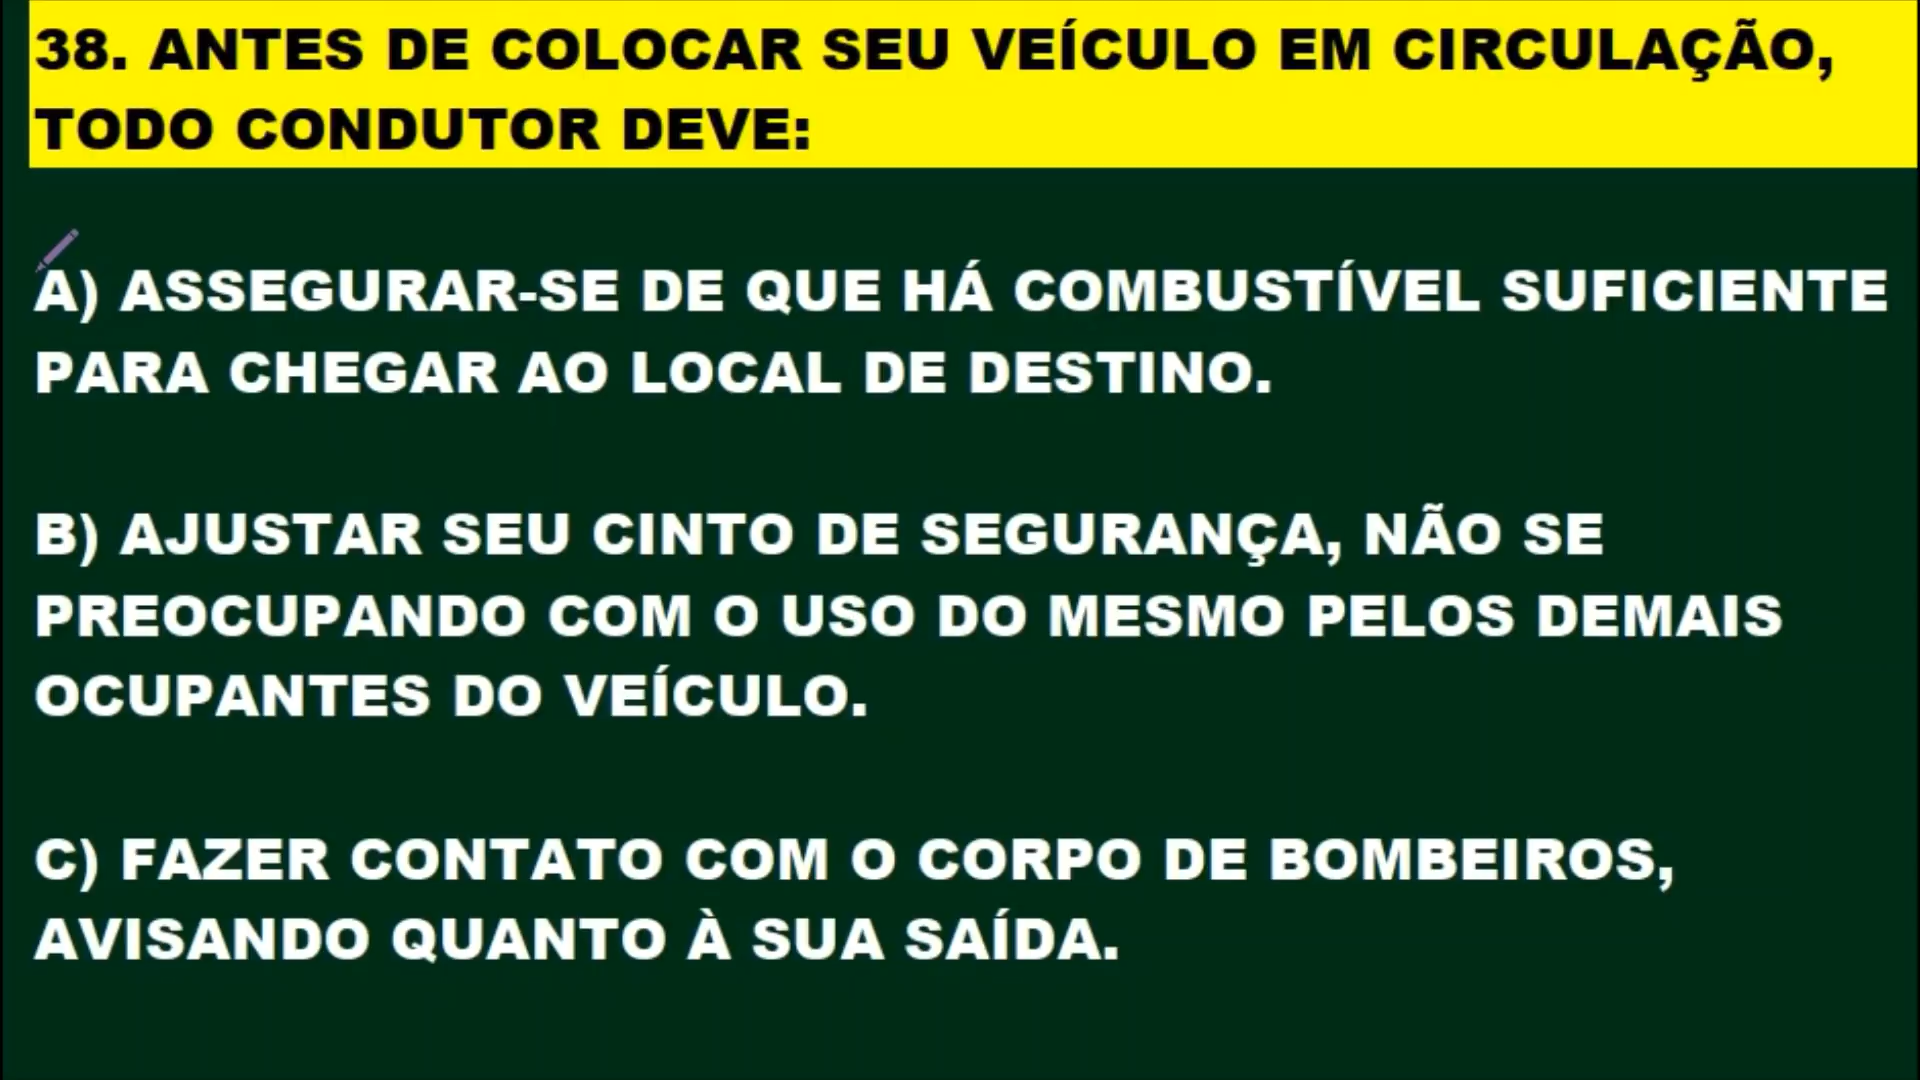 38. ANTES DE COLOCAR SEU VEÍCULO EM CIRCULAÇÃO,
TODO CONDUTOR DEVE:
A) ASSEGURAR-SE DE QUE HÁ COMBUSTÍVEL SUFICIENTE
PARA CHEGAR AO LOCAL DE DESTINO.
B) AJUSTAR SEU CINTO DE SEGURANÇA, NÃO SE
PREOCUPANDO COM O USO DO MESMO PELOS DEMAIS
OCUPANTES DO VEÍCULO.
C) FAZER CONTATO COM O CORPO DE BOMBEIROS,
AVISANDO QUANTO À SUA SAÍDA.